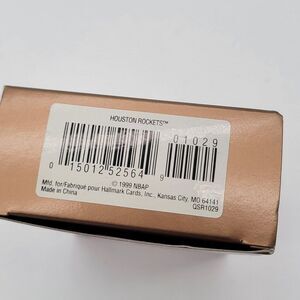 HOUSTON ROCKETS™
01029
0 15012 52564 9
© 1999 NBAP
Mfd. for/Fabriqué pour Hallmark Cards, Inc., Kansas City, MO 64141
Made in China
QSR1029